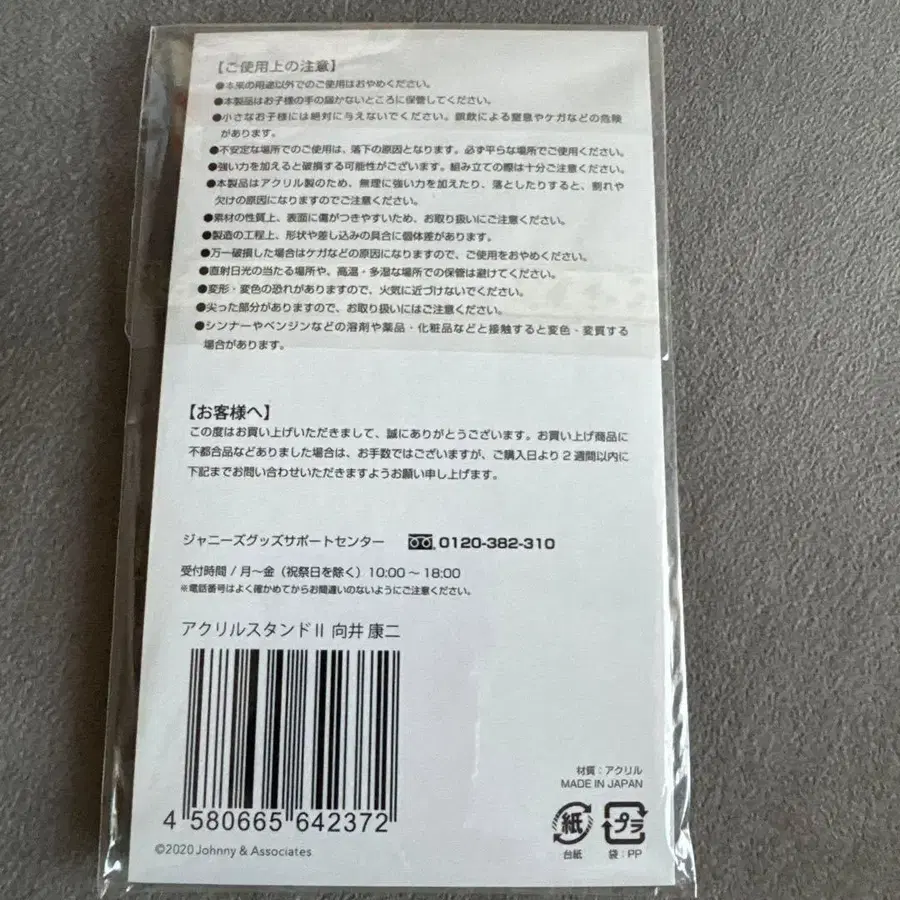 【ご使用上の注意】
●本来の用途以外でのご使用はおやめください。
●本製品はお子様の手の届かないところに保管してください。
●小さなお子様には絶対に与えないでください。誤飲による窒息やケガなどの危険
があります。
●不安定な場所でのご使用は、落下の原因となります。必ず平らな場所でご使用ください。
●強い力を加えると破損する可能性がございます。組み立ての際は十分ご注意ください。
●本製品はアクリル製のため、無理に強い力を加えたり、落としたりすると、割れや
欠けの原因になりますのでご注意ください。
●素材の性質上、表面に傷がつきやすいため、お取り扱いにご注意ください。
●製造の工程上、形状や差し込みの具合に個体差があります。
●万一破損した場合はケガなどの原因になりますので、ご使用をおやめください。
●直射日光の当たる場所や、高温・多湿な場所での保管は避けてください。
●変形・変色の恐れがありますので、火気に近づけないでください。
●尖った部分がありますので、お取り扱いにはご注意ください。
●シンナーやベンジンなどの溶剤や薬品・化粧品などと接触すると変色・変質する
場合があります。
【お客様へ】
この度はお買い上げいただきまして、誠にありがとうございます。お買い上げ商品に
不都合品などありました場合は、お手数ではございますが、ご購入日より2週間以内に
下記までお問い合わせいただきますようお願い申し上げます。
ジャニーズグッズサポートセンター 0120-382-310
受付時間/月〜金(祝祭日を除く)10:00〜18:00
※電話番号はよく確かめてからお間違いのないようにご注意ください。
アクリルスタンドⅡ 向井 康二
4 580665 642372
©2020 Johnny & Associates
材質:アクリル
MADE IN JAPAN
紙 プラ
台紙 袋:PP